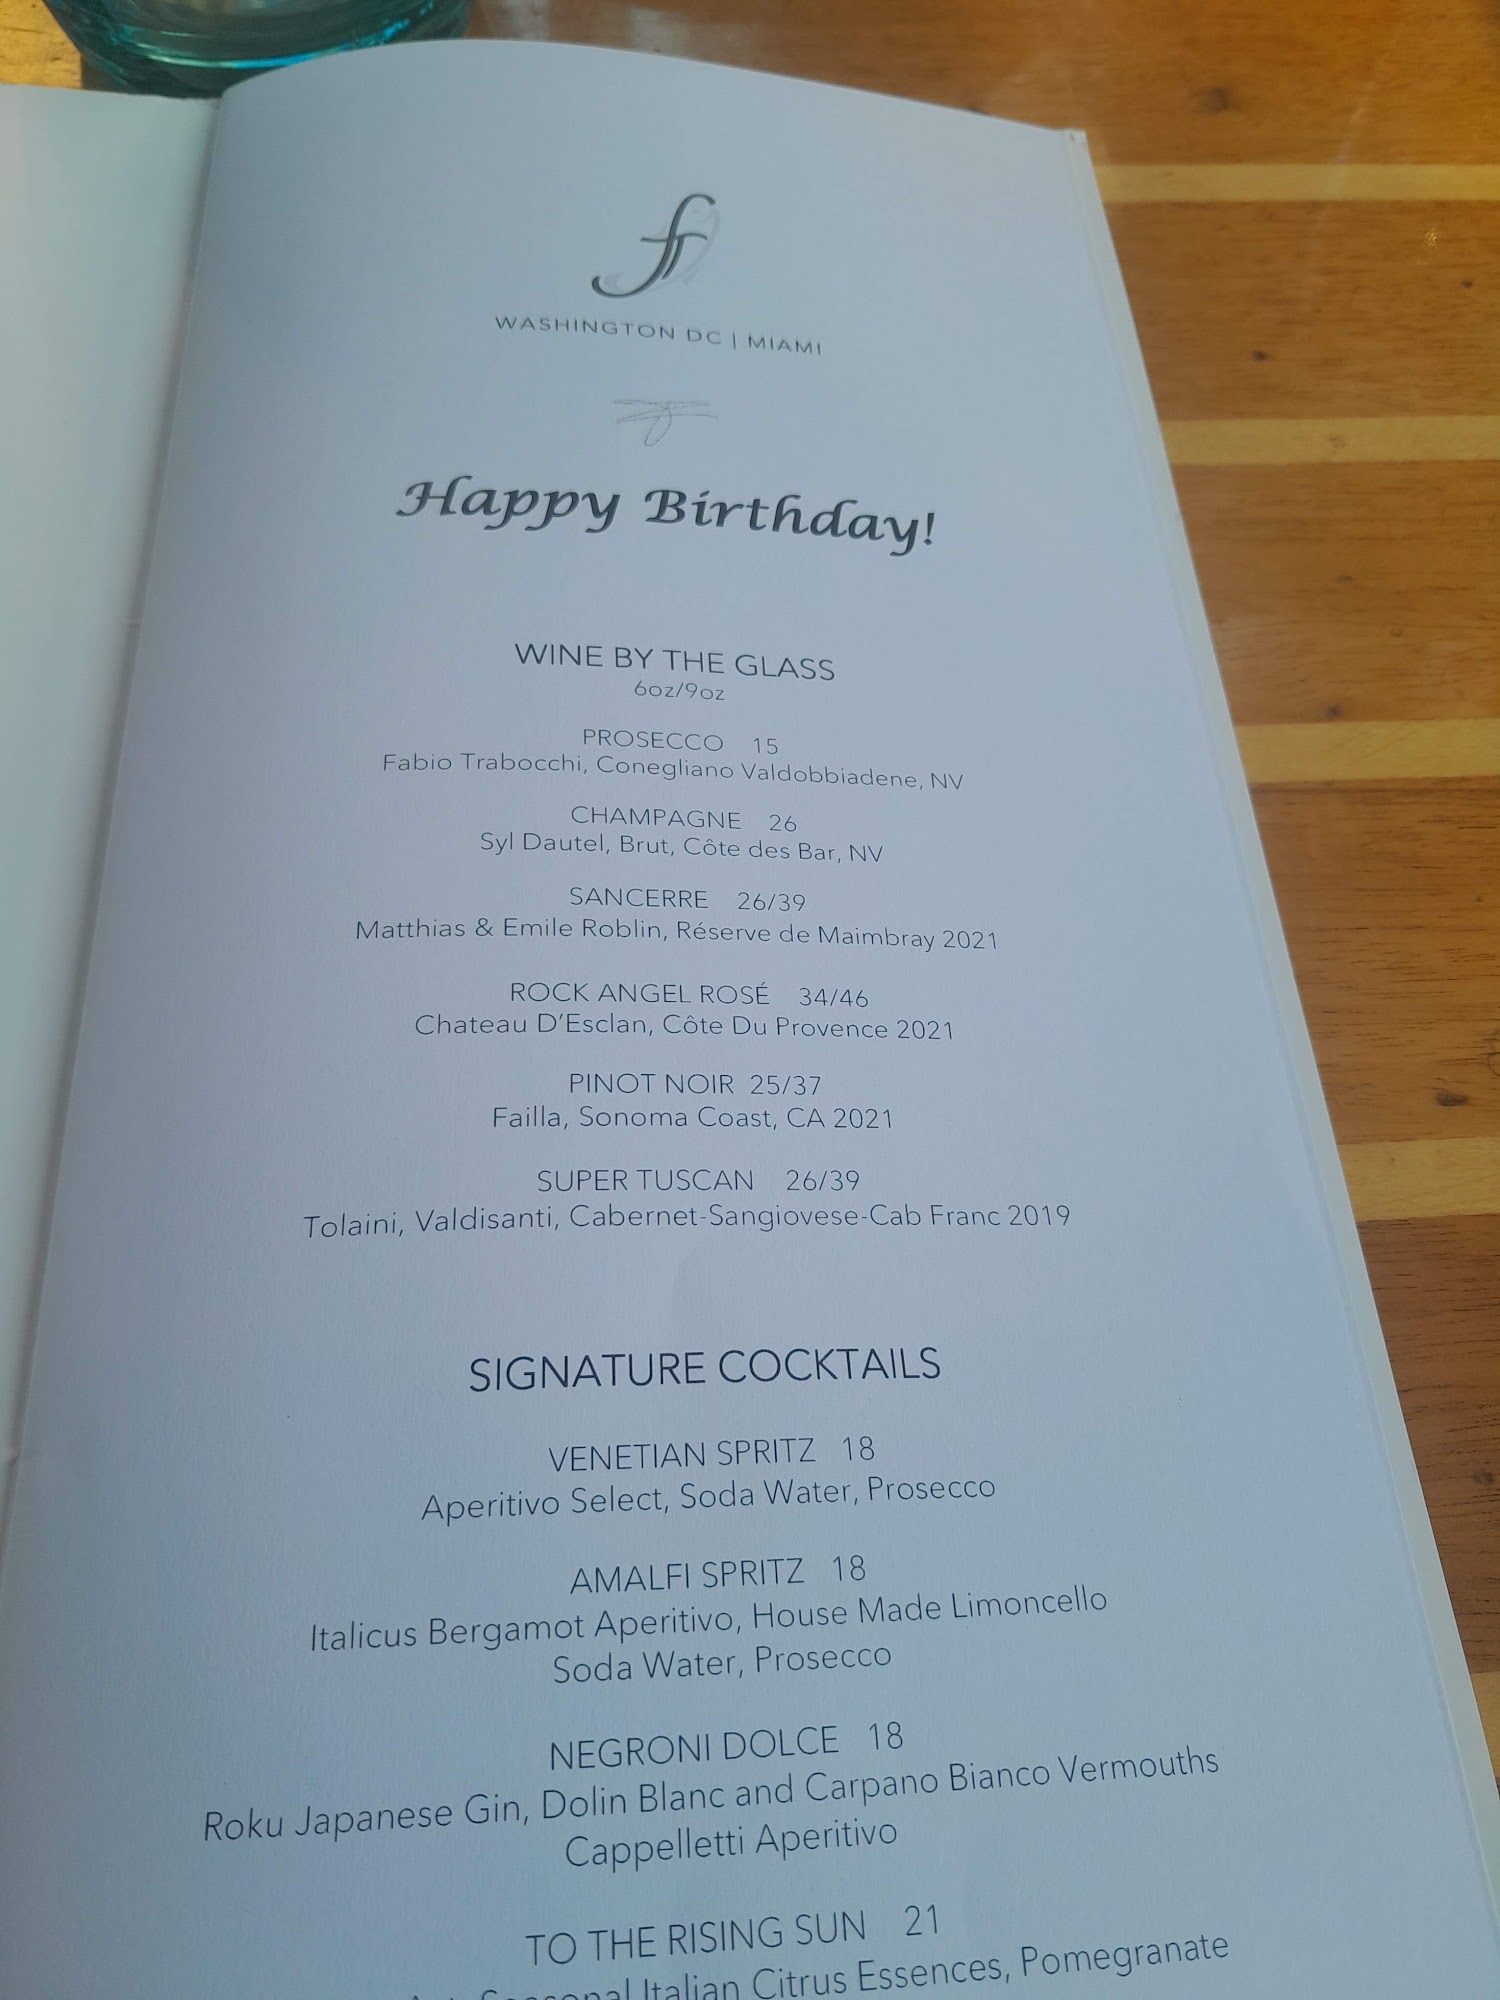 WASHINGTON DC | MIAMI
Happy Birthday!
WINE BY THE GLASS
6oz/9oz
PROSECCO 15
Fabio Trabocchi, Conegliano Valdobbiadene, NV
CHAMPAGNE 26
Syl Dautel, Brut, Côte des Bar, NV
SANCERRE 26/39
Matthias & Emile Roblin, Réserve de Maimbray 2021
ROCK ANGEL ROSÉ 34/46
Chateau D'Esclan, Côte Du Provence 2021
PINOT NOIR 25/37
Failla, Sonoma Coast, CA 2021
SUPER TUSCAN 26/39
Tolaini, Valdisanti, Cabernet-Sangiovese-Cab Franc 2019
SIGNATURE COCKTAILS
VENETIAN SPRITZ 18
Aperitivo Select, Soda Water, Prosecco
AMALFI SPRITZ 18
Italicus Bergamot Aperitivo, House Made Limoncello
Soda Water, Prosecco
NEGRONI DOLCE 18
Roku Japanese Gin, Dolin Blanc and Carpano Bianco Vermouths
Cappelletti Aperitivo
TO THE RISING SUN 21
Seasonal Italian Citrus Essences, Pomegranate